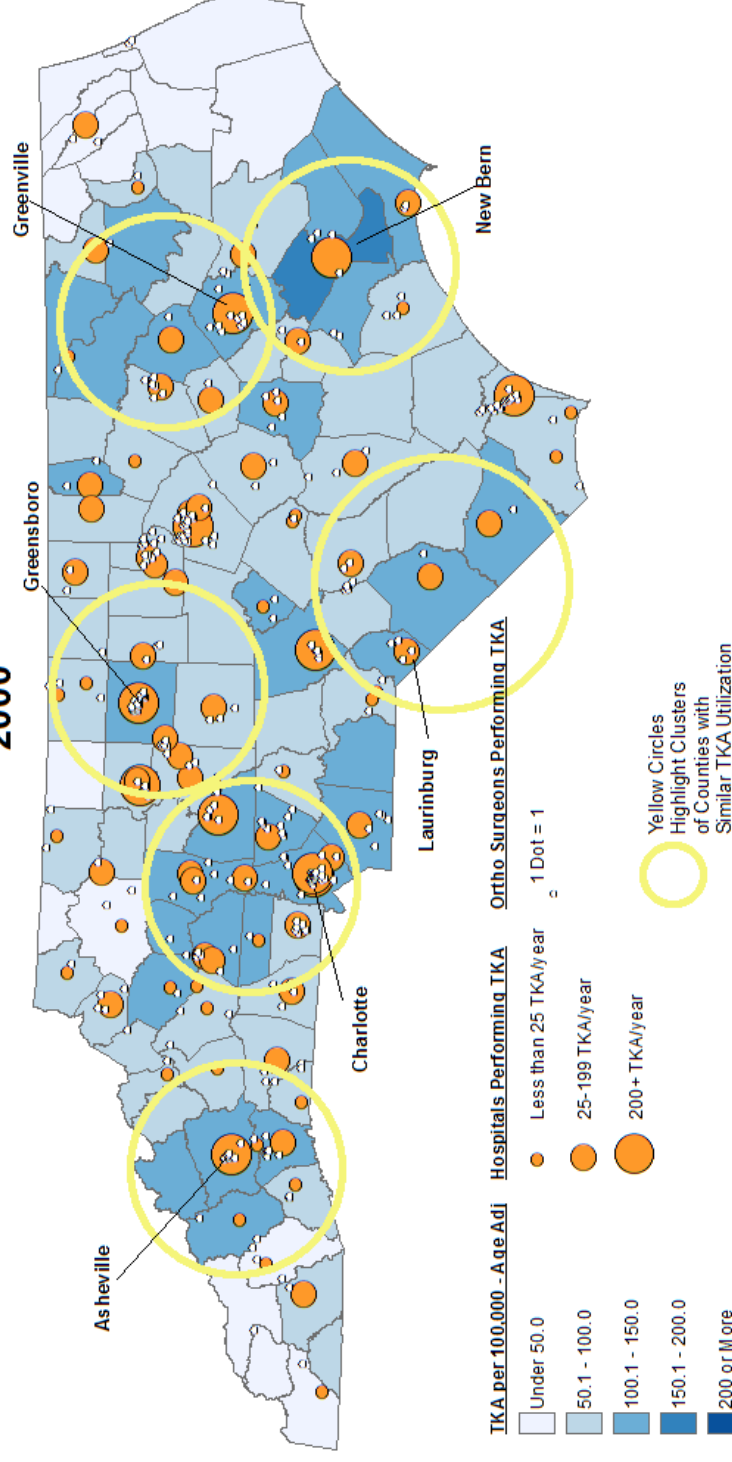 Asheville
Charlotte
Greensboro
Laurinburg
Greenville
New Bern
TKA per 100,000 - Age Adj
Under 50.0
50.1 - 100.0
100.1 - 150.0
150.1 - 200.0
200 or More
Hospitals Performing TKA
Less than 25 TKA/year
25-199 TKA/year
200+ TKA/year
Ortho Surgeons Performing TKA
1 Dot = 1
Yellow Circles
Highlight Clusters
of Counties with
Similar TKA Utilization